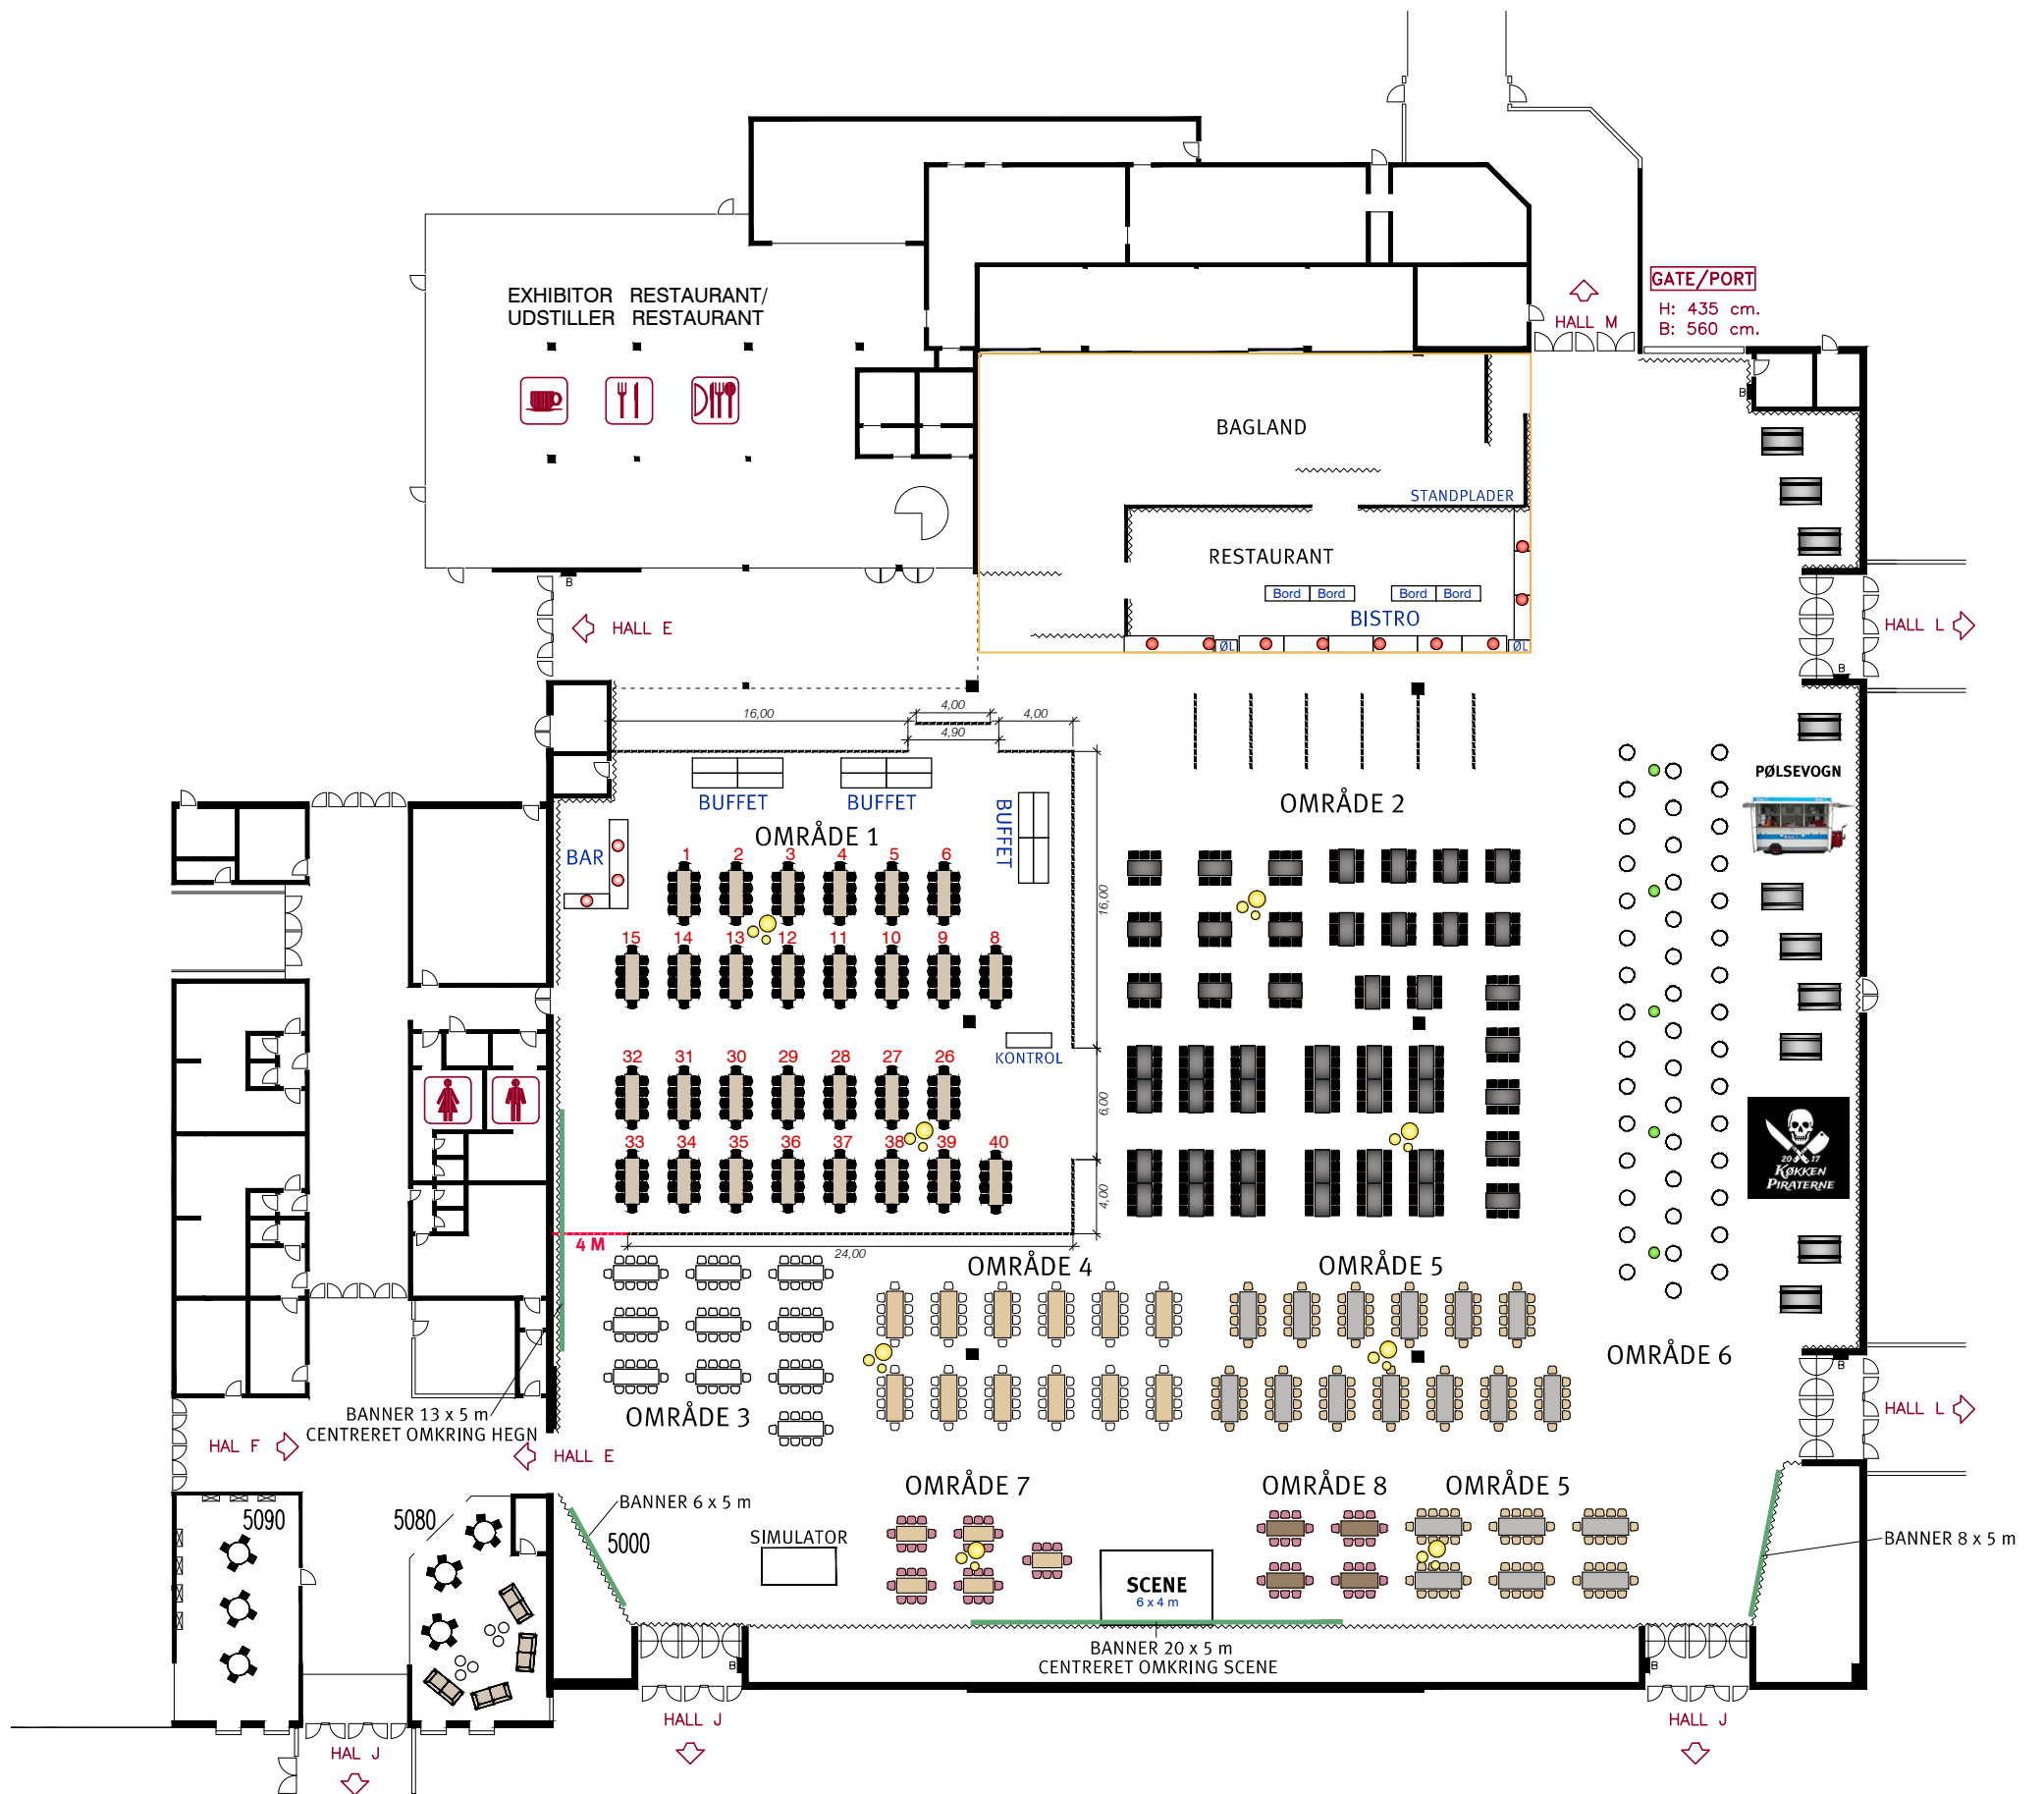 GATE/PORT
H: 435 cm.
B: 560 cm.
HALL M
EXHIBITOR RESTAURANT/
UDSTILLER RESTAURANT
B
BAGLAND
STANDPLADER
RESTAURANT
Bord Bord Bord Bord
BISTRO
ØL ØL
B
HALL E
HALL L
B
4,00
16,00
4,00
4,90
PØLSEVOGN
BUFFET
BUFFET
BUFFET
OMRÅDE 2
OMRÅDE 1
BAR
1 2 3 4 5 6
16,00
15 14 13 12 11 10 9 8
KONTROL
32 31 30 29 28 27 26
6,00
33 34 35 36 37 38 39 40
4,00
2017
KØKKEN
PIRATERNE
4 M
24,00
OMRÅDE 4
OMRÅDE 5
OMRÅDE 6
B
OMRÅDE 3
BANNER 13 x 5 m
CENTRERET OMKRING HEGN
HAL F
HALL E
HALL L
OMRÅDE 7
OMRÅDE 8
OMRÅDE 5
BANNER 6 x 5 m
5090
5080
5000
SIMULATOR
BANNER 8 x 5 m
SCENE
6 x 4 m
BANNER 20 x 5 m
CENTRERET OMKRING SCENE
B
B
HALL J
HALL J
HAL J